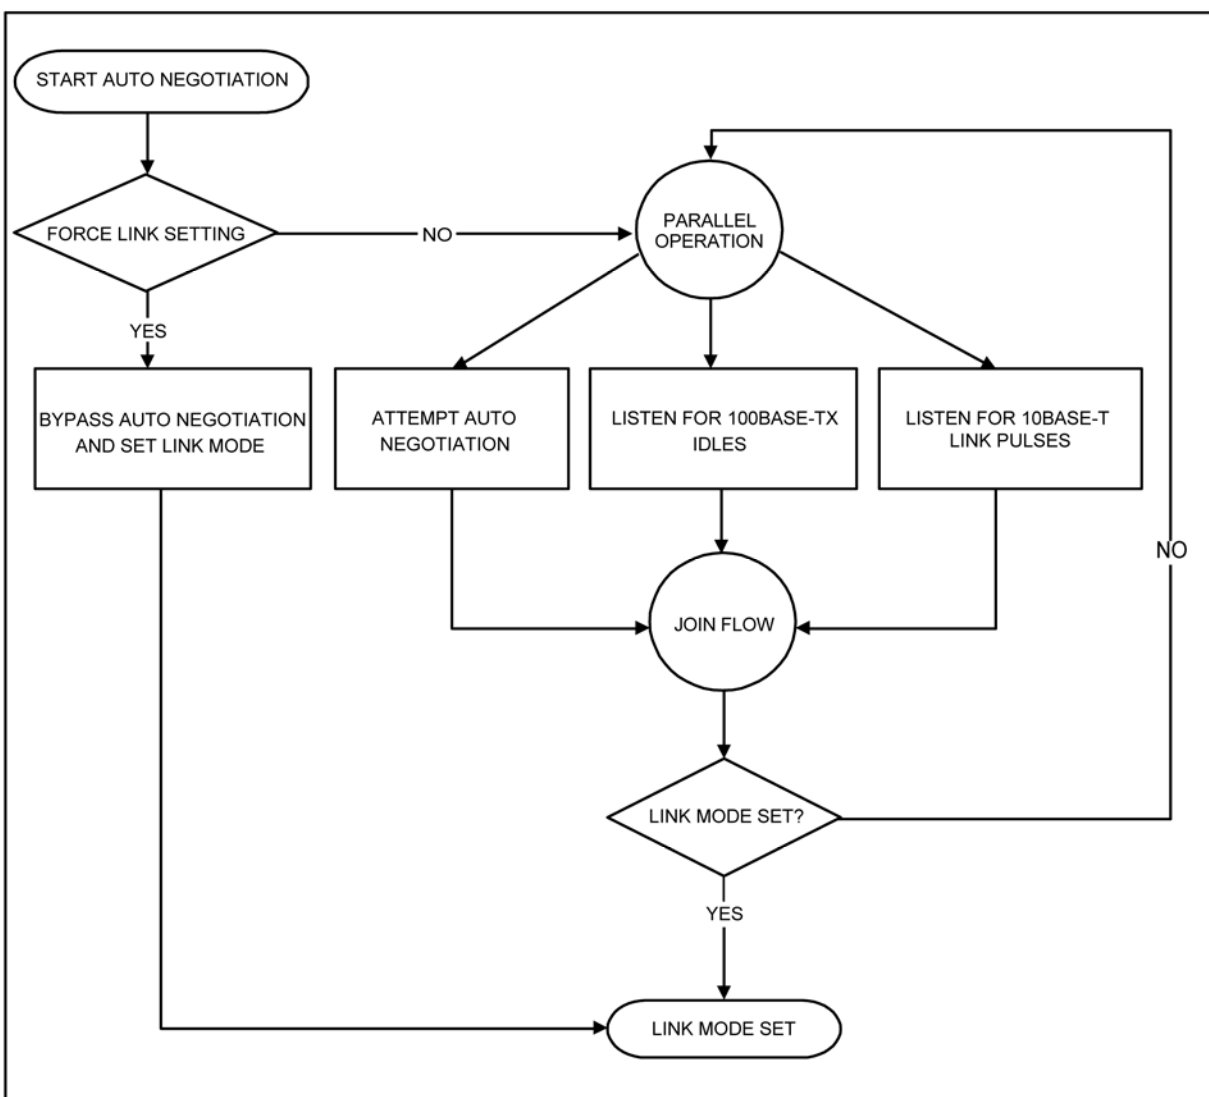 START AUTO NEGOTIATION
FORCE LINK SETTING
NO
PARALLEL
OPERATION
YES
BYPASS AUTO NEGOTIATION
AND SET LINK MODE
ATTEMPT AUTO
NEGOTIATION
LISTEN FOR 100BASE-TX
IDLES
LISTEN FOR 10BASE-T
LINK PULSES
NO
JOIN FLOW
LINK MODE SET?
YES
LINK MODE SET